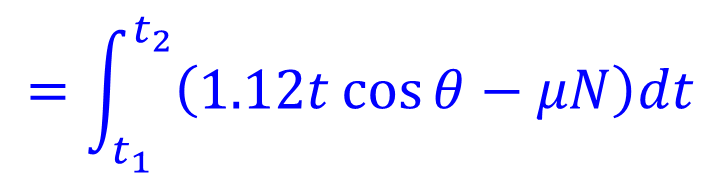 = ∫_{t_1}^{t_2} (1.12t cos θ − μN)dt